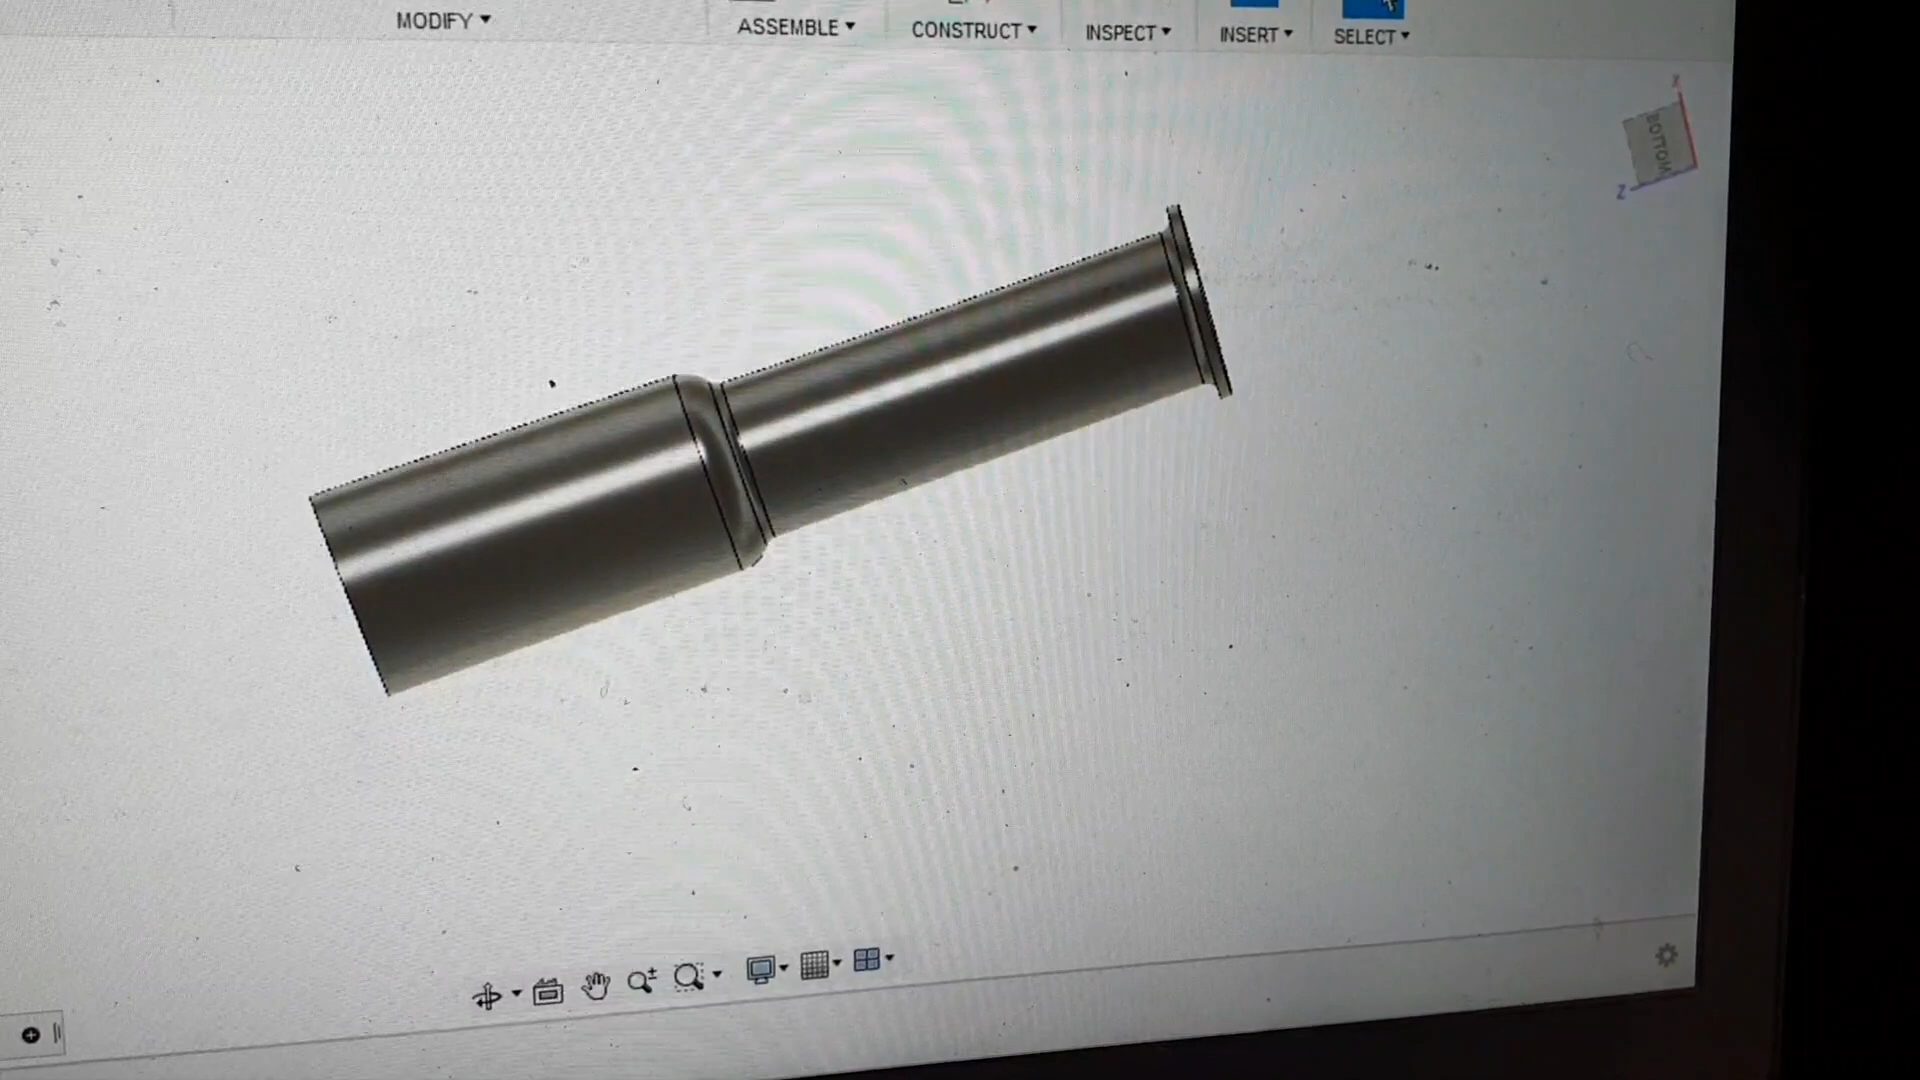 MODIFY
ASSEMBLE
CONSTRUCT
INSPECT
INSERT
SELECT
X
BOTTOM
Z